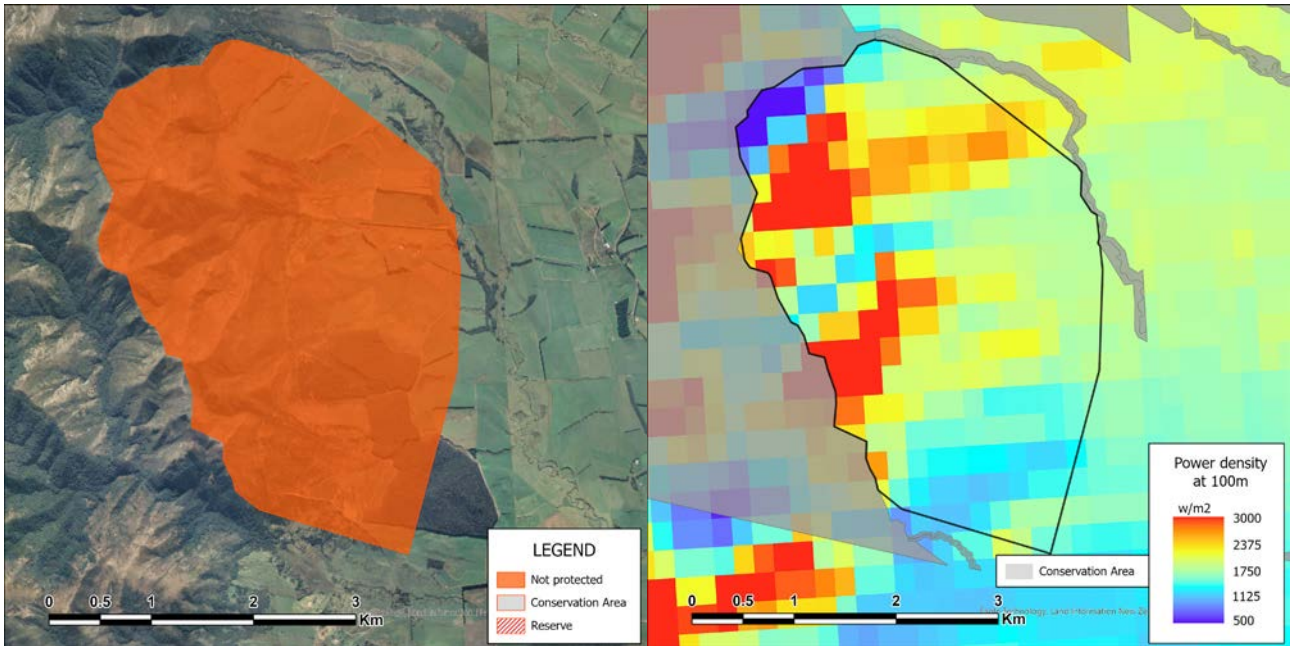 LEGEND
Not protected
Conservation Area
Reserve
0 0.5 1 2 3
Km
Power density
at 100m
w/m2
3000
2375
1750
1125
500
Conservation Area
0 0.5 1 2 3
Km